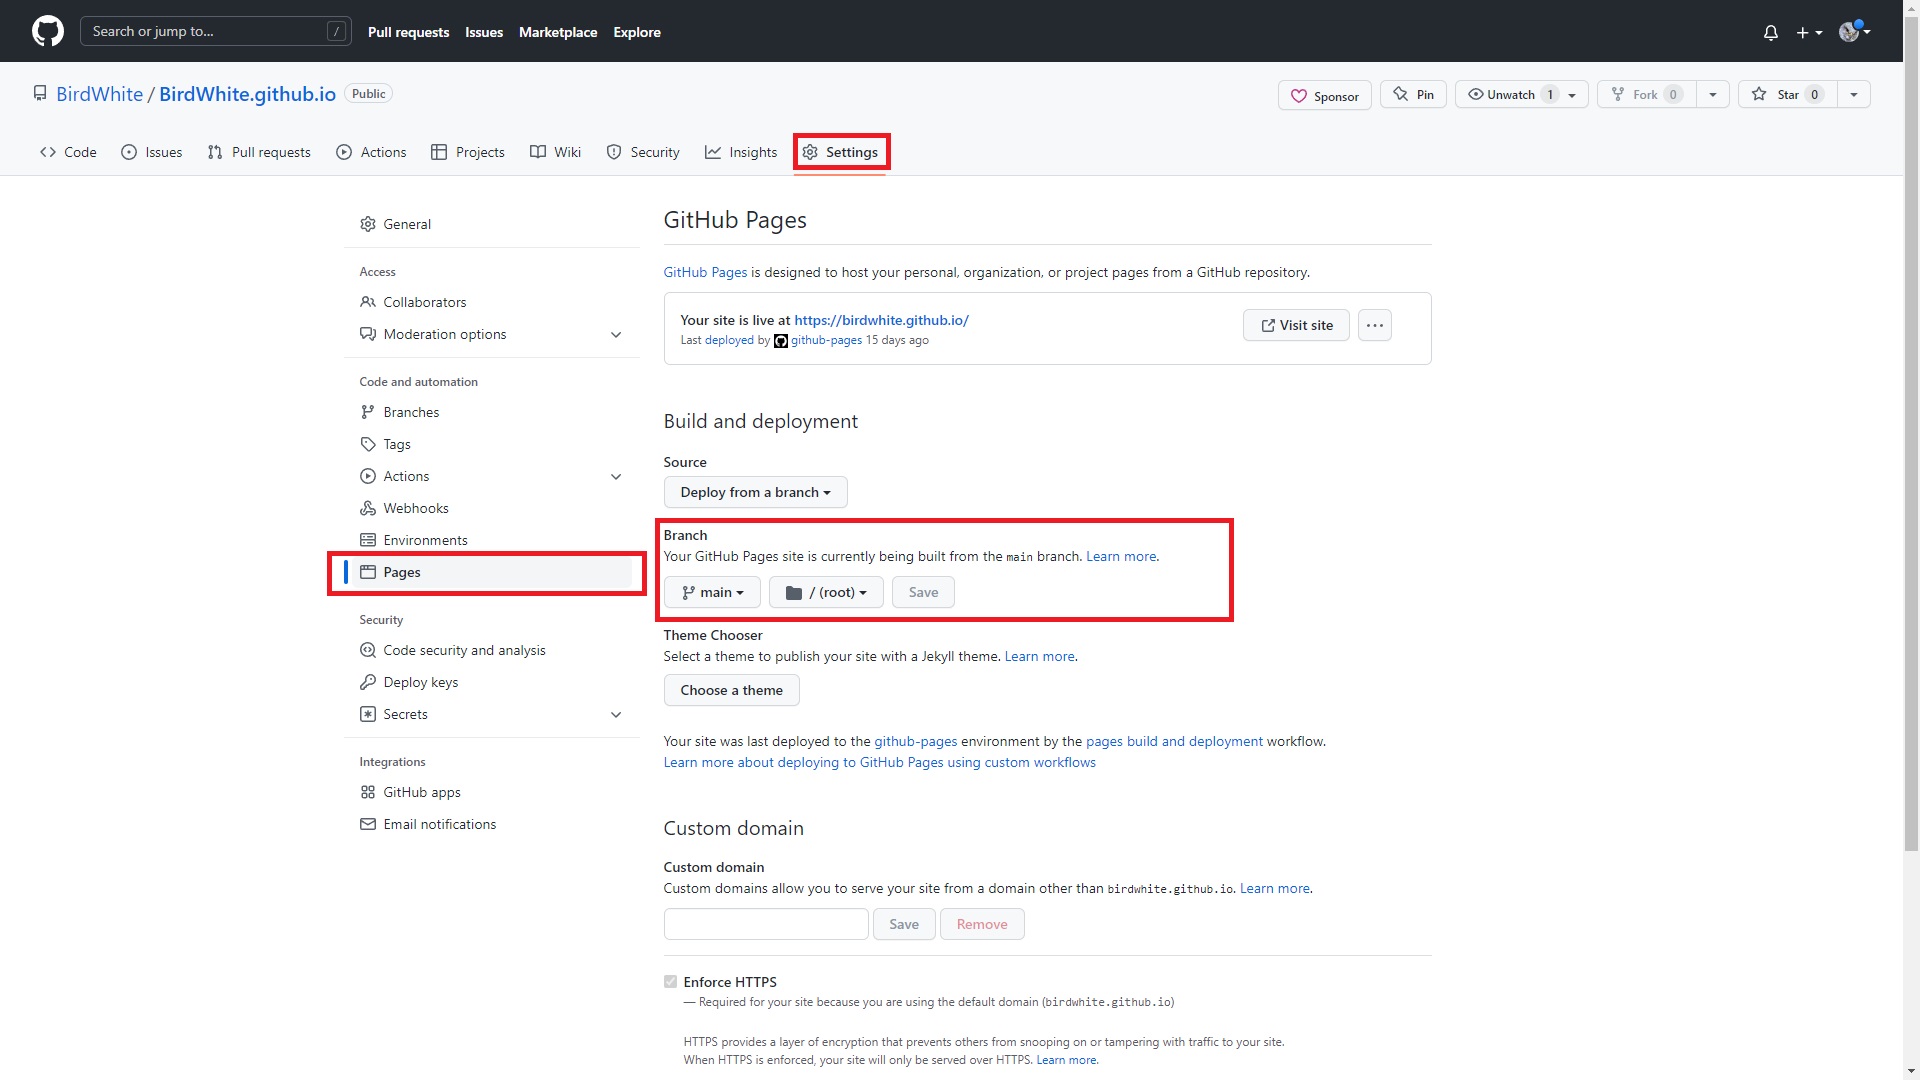 Search or jump to... /
Pull requests Issues Marketplace Explore
BirdWhite / BirdWhite.github.io Public
Sponsor Pin Unwatch 1 Fork 0 Star 0
Code Issues Pull requests Actions Projects Wiki Security Insights Settings
General
Access
Collaborators
Moderation options
Code and automation
Branches
Tags
Actions
Webhooks
Environments
Pages
Security
Code security and analysis
Deploy keys
Secrets
Integrations
GitHub apps
Email notifications
GitHub Pages
GitHub Pages is designed to host your personal, organization, or project pages from a GitHub repository.
Your site is live at https://birdwhite.github.io/
Last deployed by github-pages 15 days ago
Visit site ...
Build and deployment
Source
Deploy from a branch
Branch
Your GitHub Pages site is currently being built from the main branch. Learn more.
main / (root) Save
Theme Chooser
Select a theme to publish your site with a Jekyll theme. Learn more.
Choose a theme
Your site was last deployed to the github-pages environment by the pages build and deployment workflow.
Learn more about deploying to GitHub Pages using custom workflows
Custom domain
Custom domain
Custom domains allow you to serve your site from a domain other than birdwhite.github.io. Learn more.
Save Remove
Enforce HTTPS
— Required for your site because you are using the default domain (birdwhite.github.io)
HTTPS provides a layer of encryption that prevents others from snooping on or tampering with traffic to your site.
When HTTPS is enforced, your site will only be served over HTTPS. Learn more.